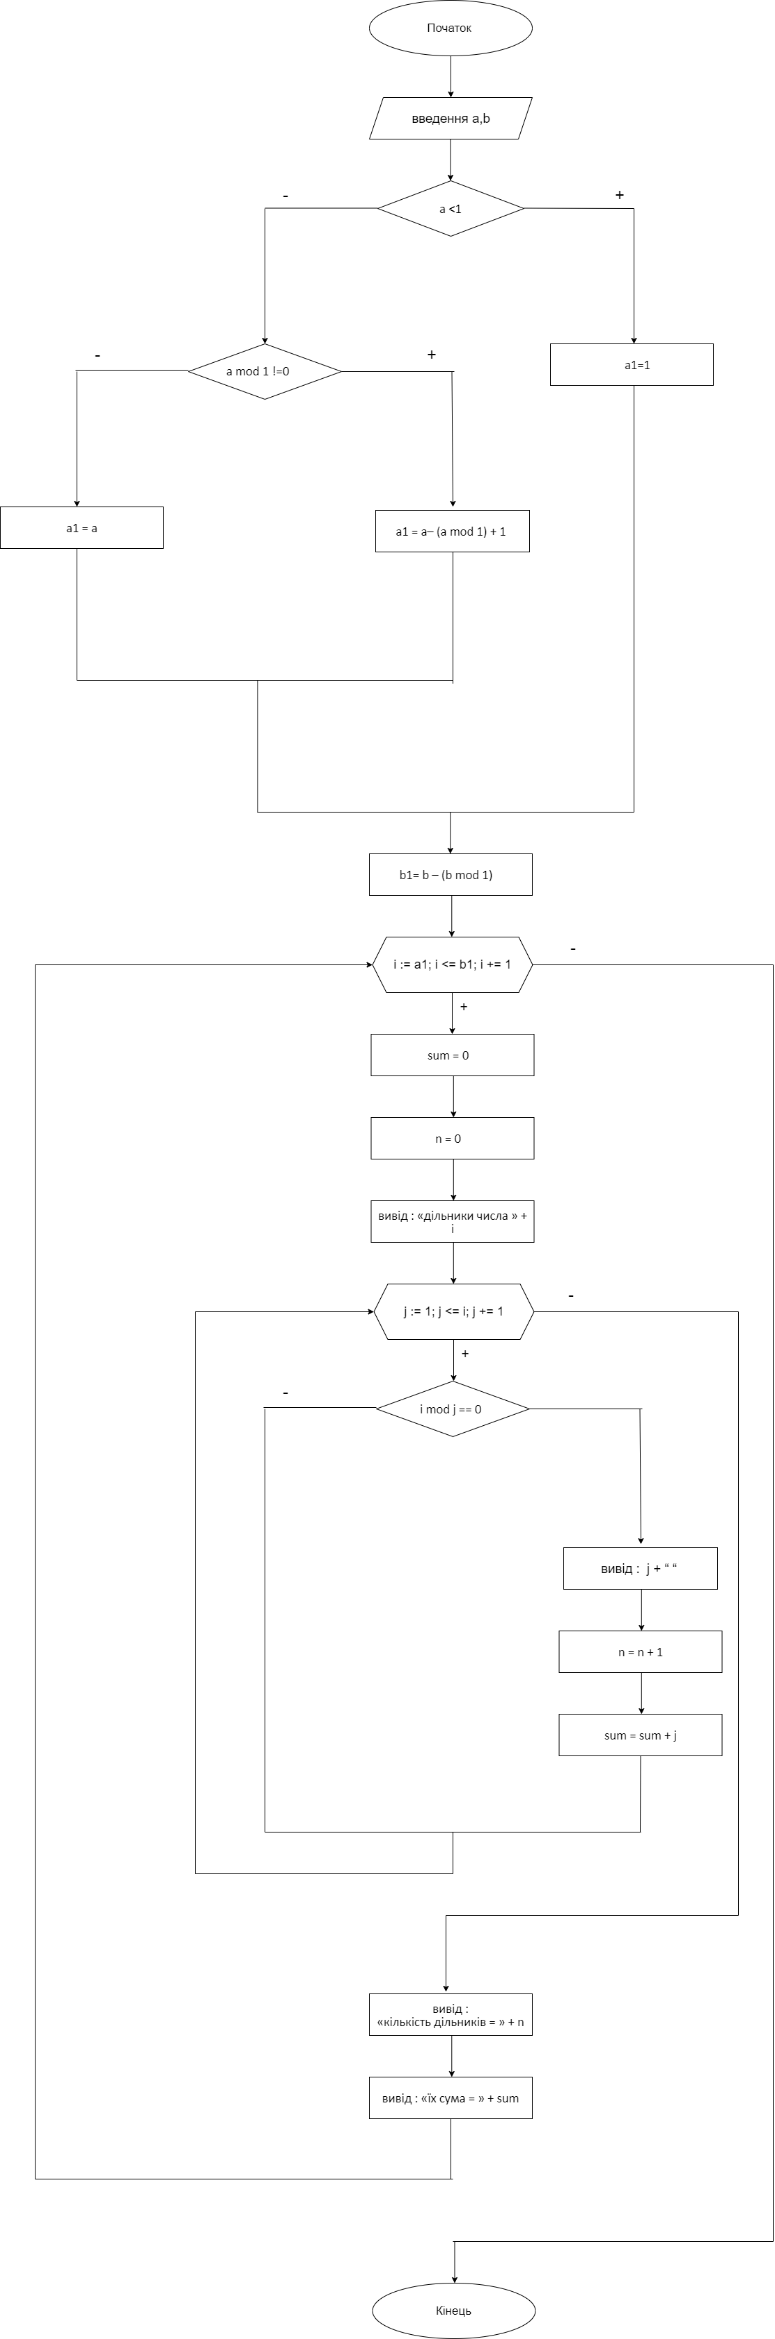 Початок
введення a,b
-
+
a <1
-
+
a mod 1 !=0
a1=1
a1 = a
a1 = a– (a mod 1) + 1
b1= b – (b mod 1)
-
i := a1; i <= b1; i += 1
+
sum = 0
n = 0
вивід : «дільники числа » +
i
-
j := 1; j <= i; j += 1
+
-
i mod j == 0
вивід :  j + “ “
n = n + 1
sum = sum + j
вивід :
«кількість дільників = » + n
вивід : «їх сума = » + sum
Кінець